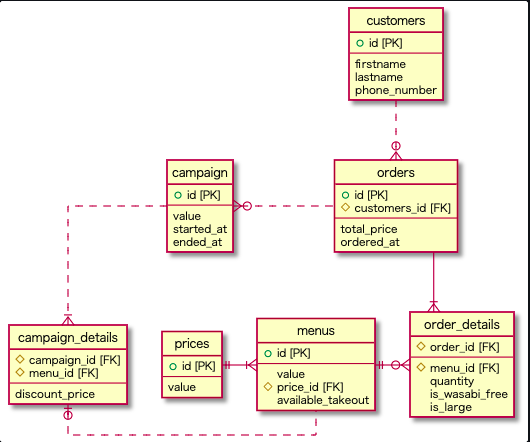 customers
id [PK]
firstname
lastname
phone_number
campaign
id [PK]
value
started_at
ended_at
orders
id [PK]
customers_id [FK]
total_price
ordered_at
campaign_details
campaign_id [FK]
menu_id [FK]
discount_price
prices
id [PK]
value
menus
id [PK]
value
price_id [FK]
available_takeout
order_details
order_id [FK]
menu_id [FK]
quantity
is_wasabi_free
is_large